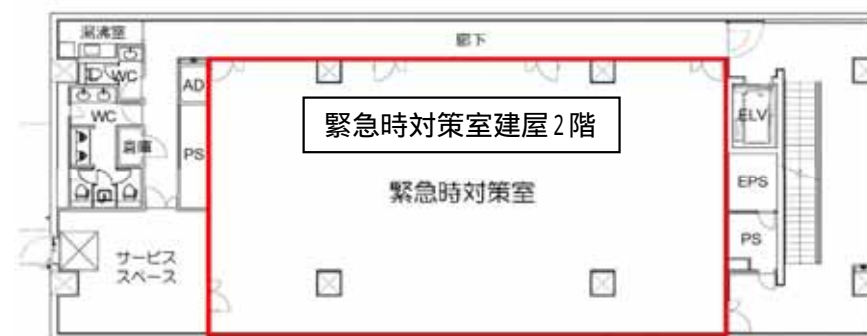 湯沸室
廊下
WC
AD
WC
緊急時対策室建屋2階
ELV
倉庫
PS
緊急時対策室
EPS
PS
サービス
スペース